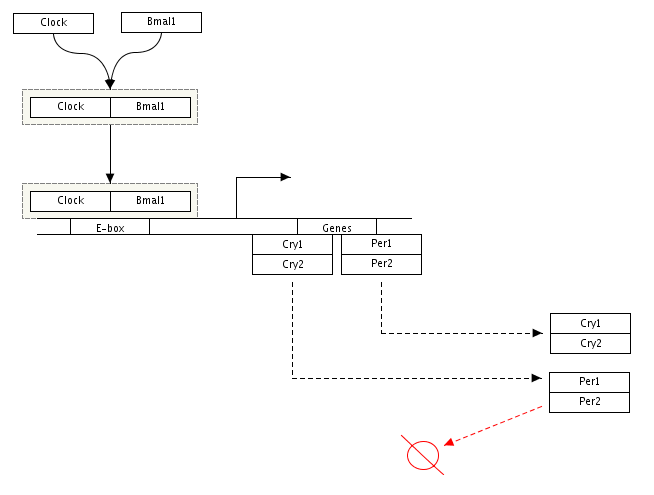 Clock
Bmal1
Clock Bmal1
Clock Bmal1
E-box Genes
Cry1 Per1
Cry2 Per2
Cry1
Cry2
Per1
Per2